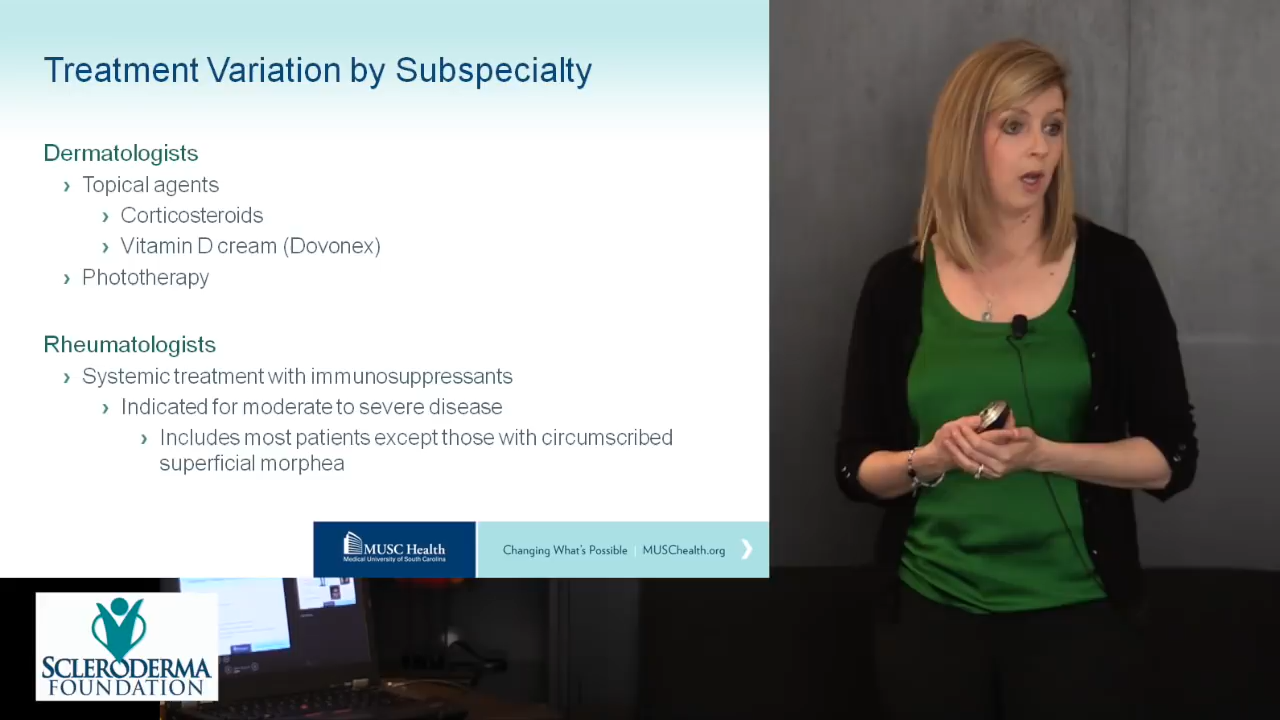 Treatment Variation by Subspecialty
Dermatologists
› Topical agents
› Corticosteroids
› Vitamin D cream (Dovonex)
› Phototherapy
Rheumatologists
› Systemic treatment with immunosuppressants
› Indicated for moderate to severe disease
› Includes most patients except those with circumscribed
superficial morphea
MUSC Health
Medical University of South Carolina
Changing What's Possible | MUSChealth.org
SCLERODERMA
FOUNDATION